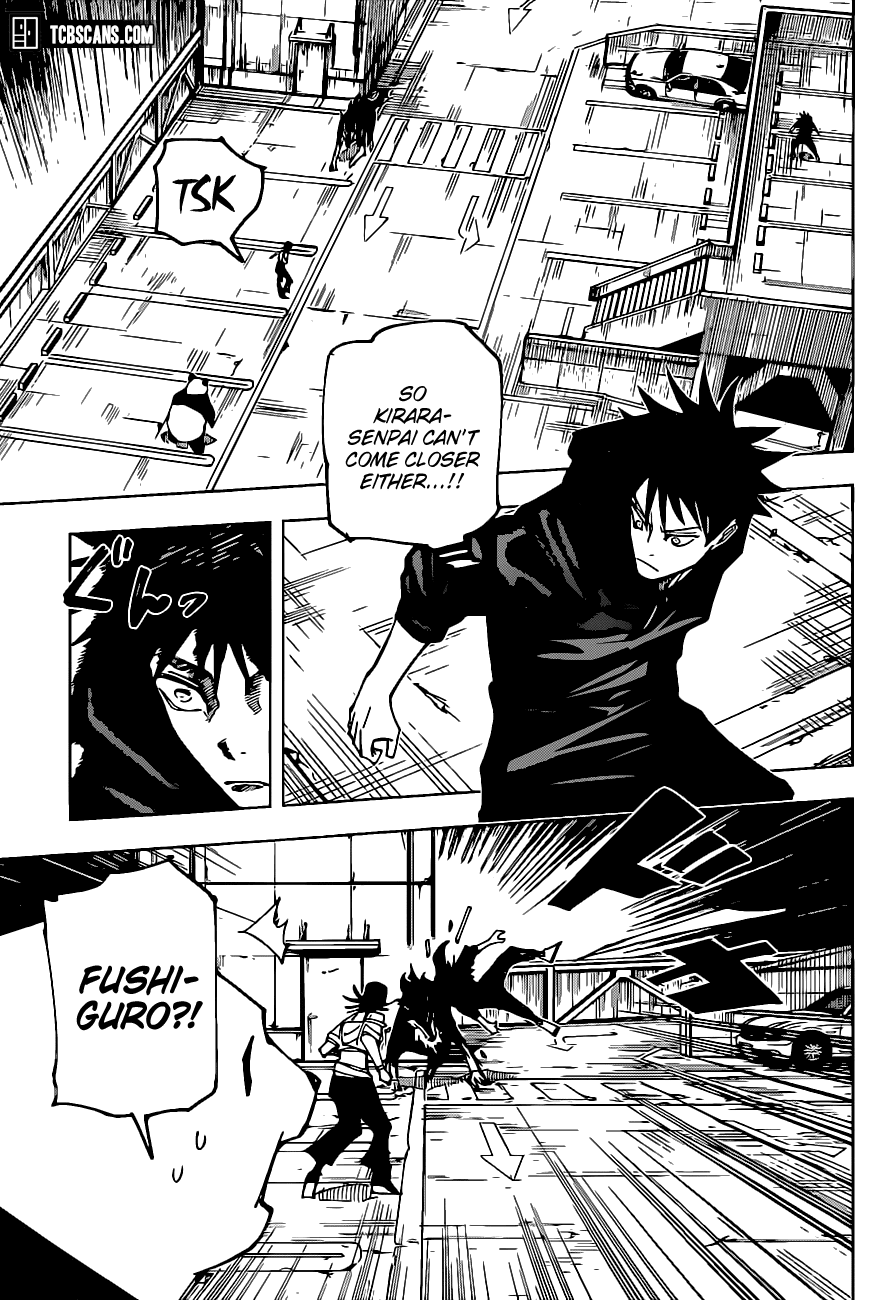 TCBSCANS.COM
TSK
SO
KIRARA-
SENPAI CAN'T
COME CLOSER
EITHER...!!
ぐんっ
FUSHI-
GURO?!